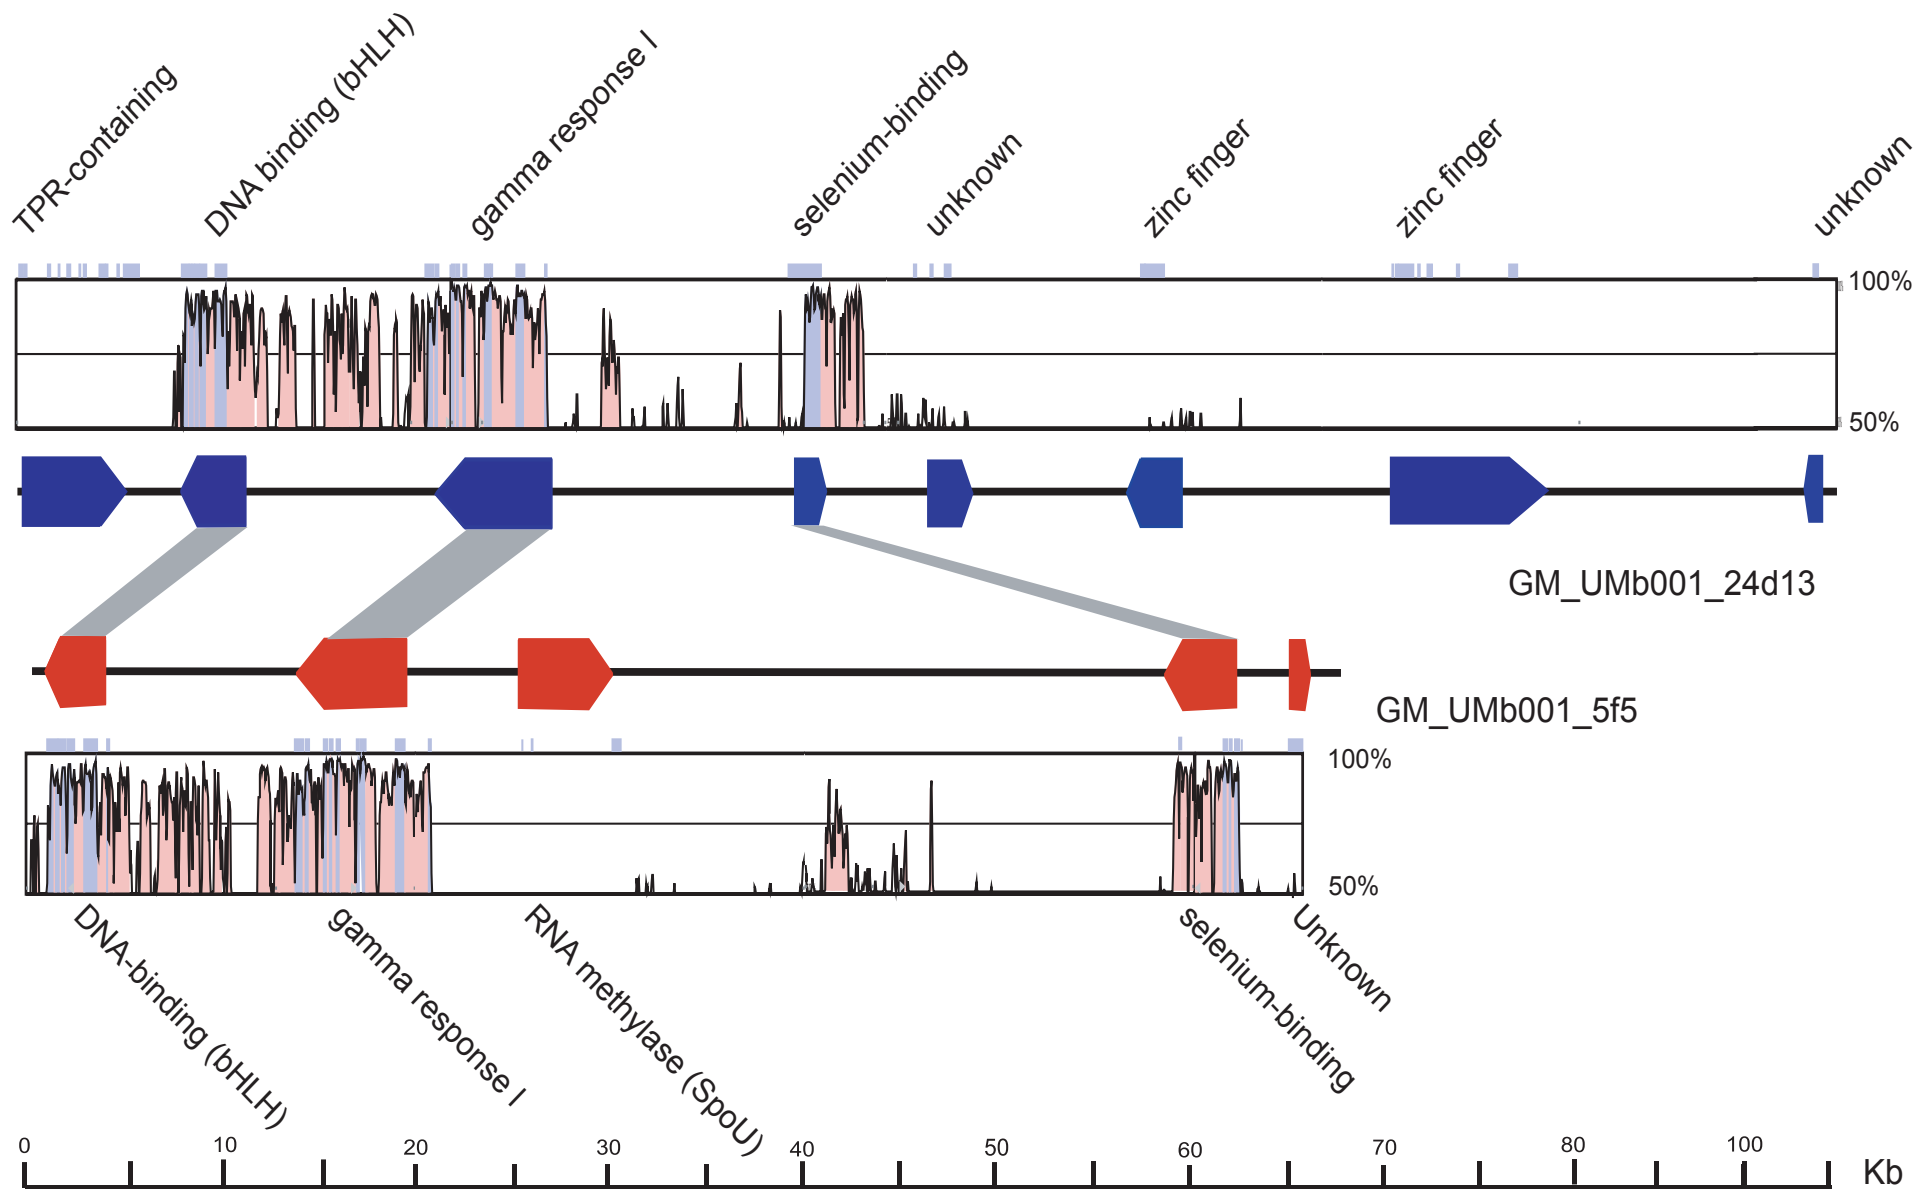 TPR-containing
DNA binding (bHLH)
gamma response I
selenium-binding
unknown
zinc finger
zinc finger
unknown
100%
50%
GM_UMb001_24d13
GM_UMb001_5f5
100%
50%
DNA-binding (bHLH)
gamma response I
RNA methylase (SpoU)
selenium-binding
Unknown
0 10 20 30 40 50 60 70 80 100 Kb